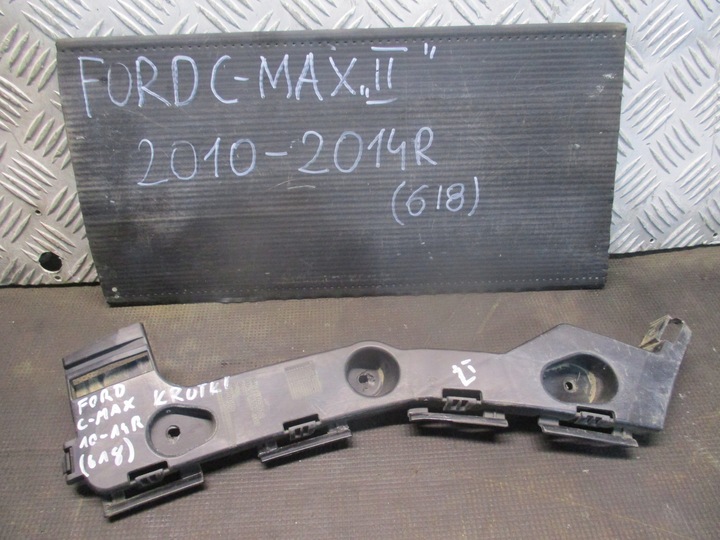 FORD C-MAX „II”
2010-2014R
(618)
FORD
C-MAX
10-14R
(618)
KRÓTKI